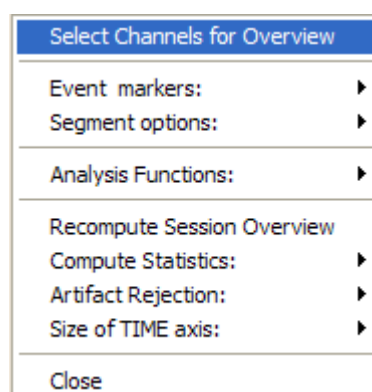 Select Channels for Overview
Event markers:
Segment options:
Analysis Functions:
Recompute Session Overview
Compute Statistics:
Artifact Rejection:
Size of TIME axis:
Close